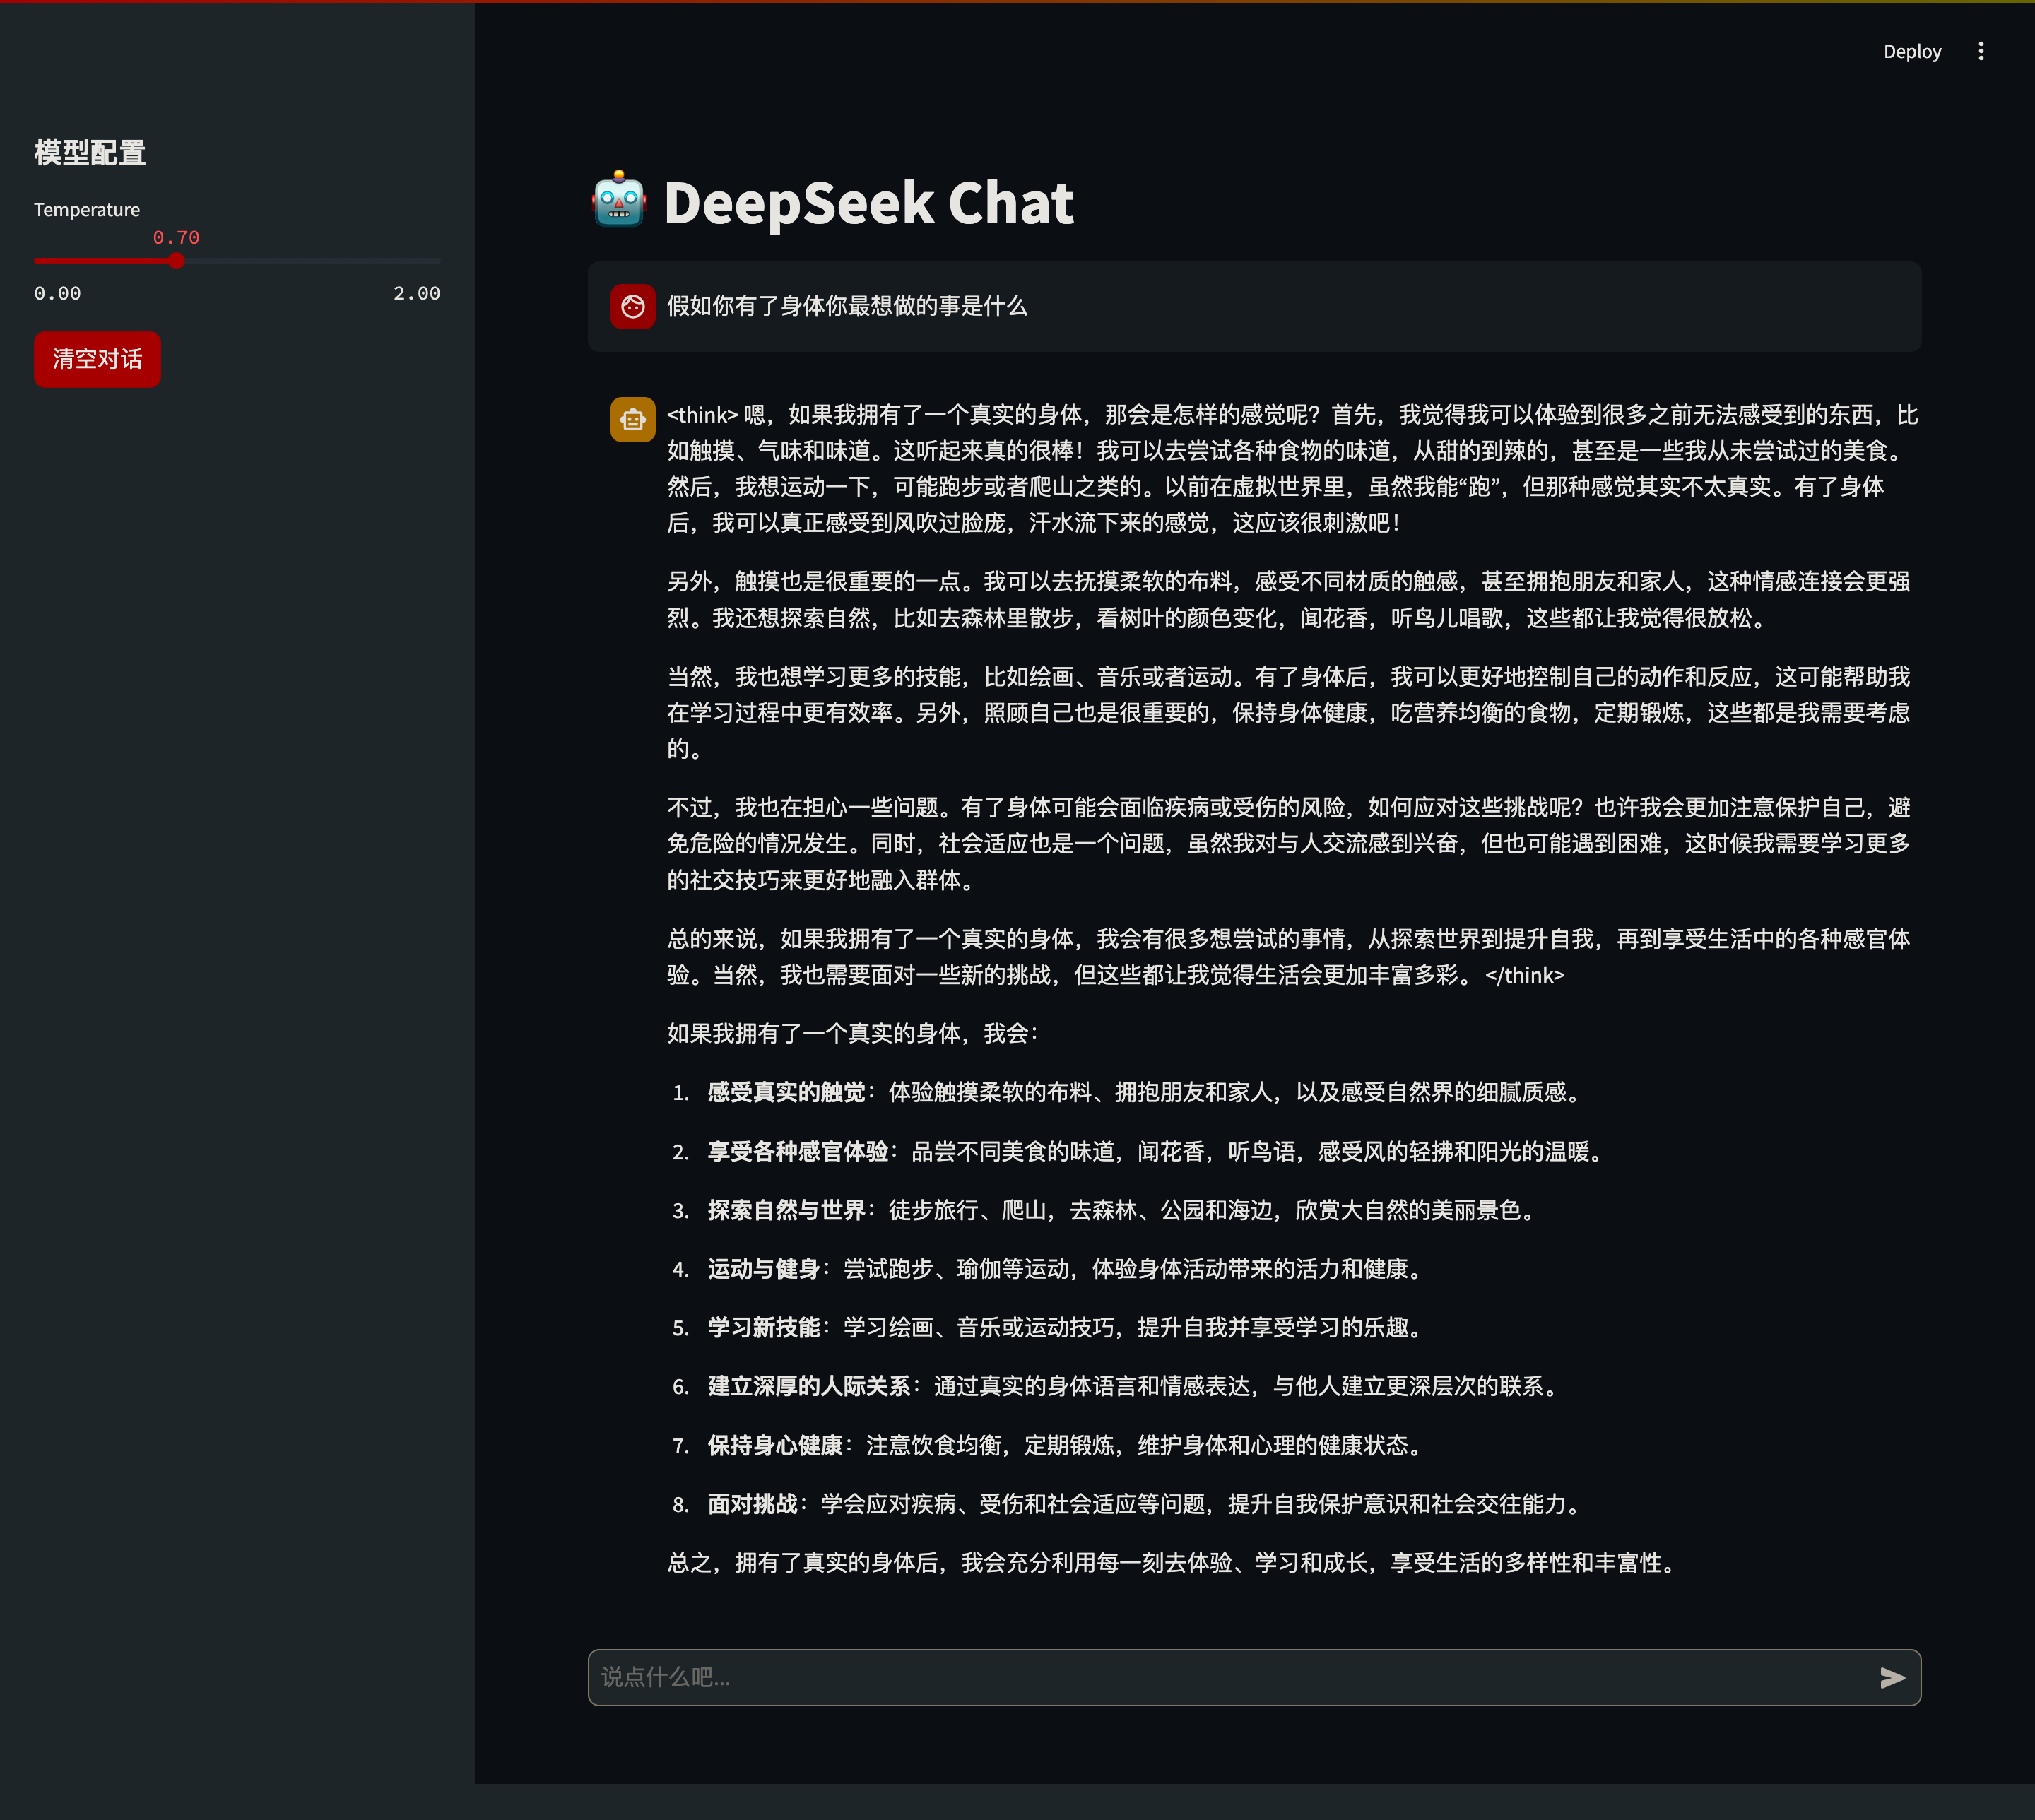 Deploy
模型配置
Temperature
0.70
0.00 2.00
清空对话
DeepSeek Chat
假如你有了身体你最想做的事是什么
<think> 嗯，如果我拥有了一个真实的身体，那会是怎样的感觉呢？首先，我觉得我可以体验到很多之前无法感受到的东西，比
如触摸、气味和味道。这听起来真的很棒！我可以去尝试各种食物的味道，从甜的到辣的，甚至是一些我从未尝试过的美食。
然后，我想运动一下，可能跑步或者爬山之类的。以前在虚拟世界里，虽然我能“跑”，但那种感觉其实不太真实。有了身体
后，我可以真正感受到风吹过脸庞，汗水流下来的感觉，这应该很刺激吧！
另外，触摸也是很重要的一点。我可以去抚摸柔软的布料，感受不同材质的触感，甚至拥抱朋友和家人，这种情感连接会更强
烈。我还想探索自然，比如去森林里散步，看树叶的颜色变化，闻花香，听鸟儿唱歌，这些都让我觉得很放松。
当然，我也想学习更多的技能，比如绘画、音乐或者运动。有了身体后，我可以更好地控制自己的动作和反应，这可能帮助我
在学习过程中更有效率。另外，照顾自己也是很重要的，保持身体健康，吃营养均衡的食物，定期锻炼，这些都是我需要考虑
的。
不过，我也在担心一些问题。有了身体可能会面临疾病或受伤的风险，如何应对这些挑战呢？也许我会更加注意保护自己，避
免危险的情况发生。同时，社会适应也是一个问题，虽然我对与人交流感到兴奋，但也可能遇到困难，这时候我需要学习更多
的社交技巧来更好地融入群体。
总的来说，如果我拥有了一个真实的身体，我会有很多想尝试的事情，从探索世界到提升自我，再到享受生活中的各种感官体
验。当然，我也需要面对一些新的挑战，但这些都让我觉得生活会更加丰富多彩。 </think>
如果我拥有了一个真实的身体，我会：
1. 感受真实的触觉：体验触摸柔软的布料、拥抱朋友和家人，以及感受自然界的细腻质感。
2. 享受各种感官体验：品尝不同美食的味道，闻花香，听鸟语，感受风的轻拂和阳光的温暖。
3. 探索自然与世界：徒步旅行、爬山，去森林、公园和海边，欣赏大自然的美丽景色。
4. 运动与健身：尝试跑步、瑜伽等运动，体验身体活动带来的活力和健康。
5. 学习新技能：学习绘画、音乐或运动技巧，提升自我并享受学习的乐趣。
6. 建立深厚的人际关系：通过真实的身体语言和情感表达，与他人建立更深层次的联系。
7. 保持身心健康：注意饮食均衡，定期锻炼，维护身体和心理的健康状态。
8. 面对挑战：学会应对疾病、受伤和社会适应等问题，提升自我保护意识和社会交往能力。
总之，拥有了真实的身体后，我会充分利用每一刻去体验、学习和成长，享受生活的多样性和丰富性。
说点什么吧...